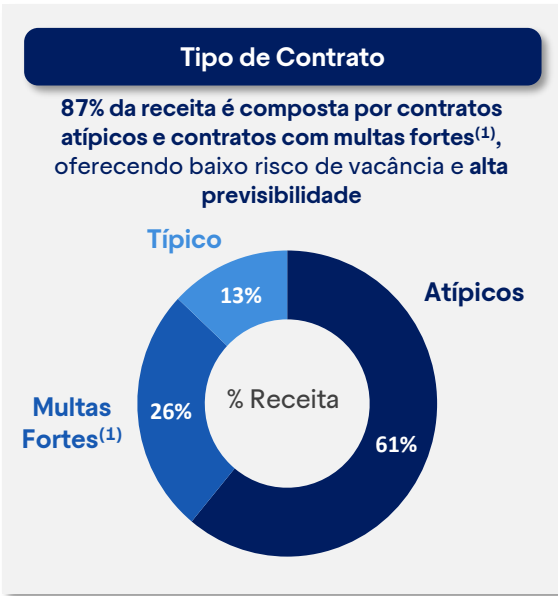 Tipo de Contrato
87% da receita é composta por contratos
atípicos e contratos com multas fortes(1),
oferecendo baixo risco de vacância e alta
previsibilidade
Típico
13%
Atípicos
% Receita
Multas
Fortes(1)
26%
61%